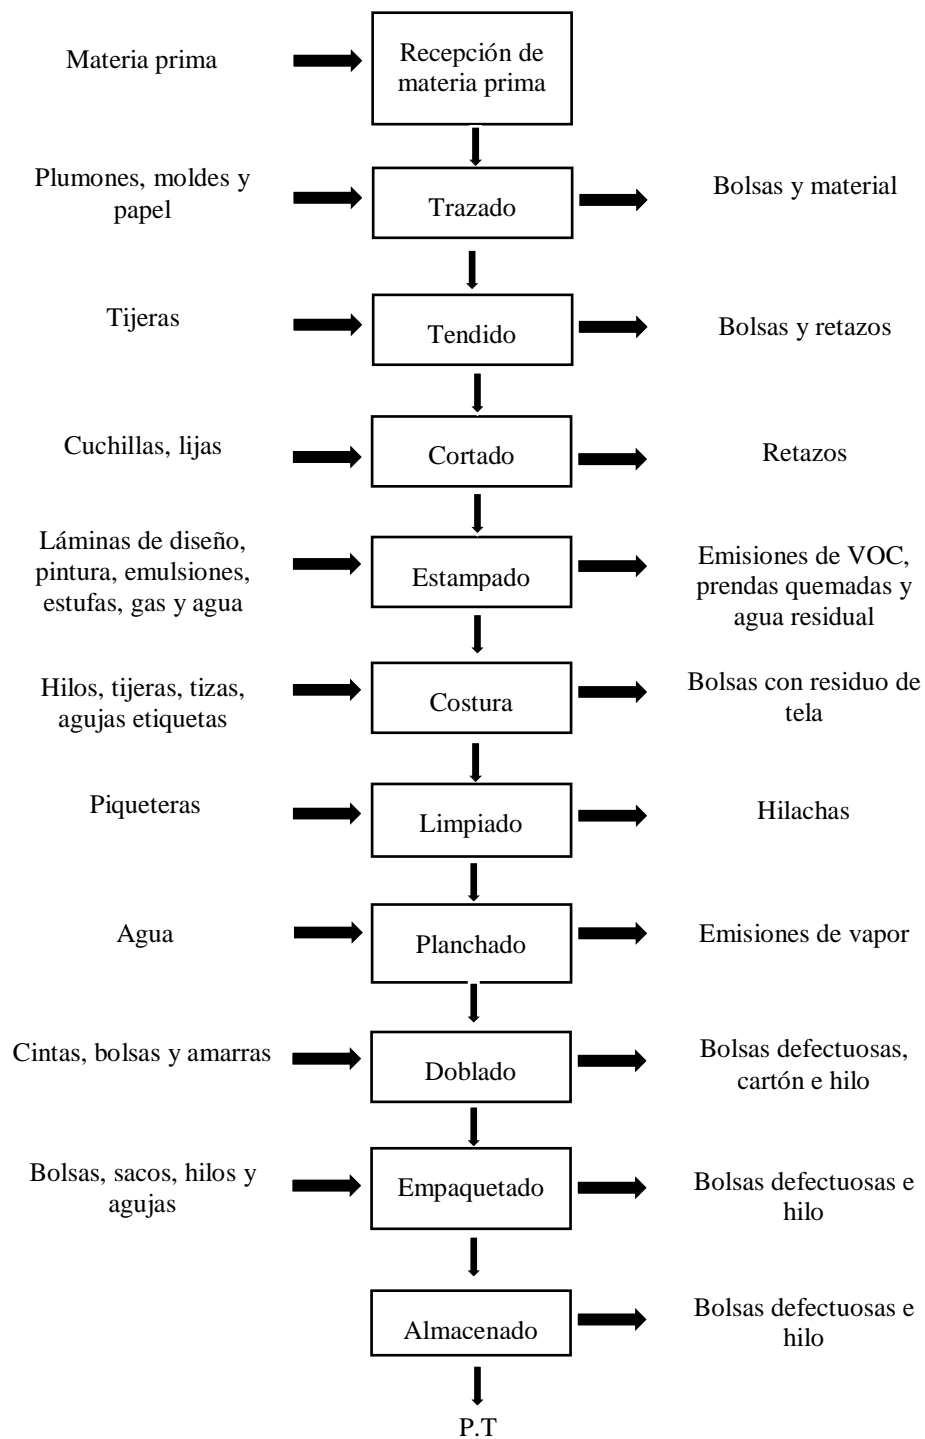 Materia prima
Recepción de
materia prima
Plumones, moldes y
papel
Trazado
Bolsas y material
Tijeras
Tendido
Bolsas y retazos
Cuchillas, lijas
Cortado
Retazos
Láminas de diseño,
pintura, emulsiones,
estufas, gas y agua
Estampado
Emisiones de VOC,
prendas quemadas y
agua residual
Hilos, tijeras, tizas,
agujas etiquetas
Costura
Bolsas con residuo de
tela
Piqueteras
Limpiado
Hilachas
Agua
Planchado
Emisiones de vapor
Cintas, bolsas y amarras
Doblado
Bolsas defectuosas,
cartón e hilo
Bolsas, sacos, hilos y
agujas
Empaquetado
Bolsas defectuosas e
hilo
Almacenado
Bolsas defectuosas e
hilo
P.T